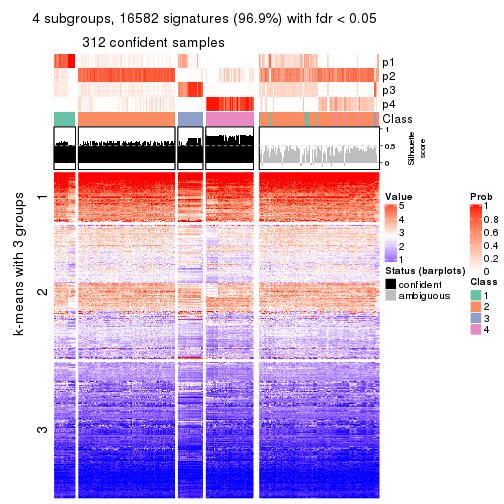 4 subgroups, 16582 signatures (96.9%) with fdr < 0.05
312 confident samples
p1
p2
p3
p4
Class
1
0.5
0
Silhouette
score
k-means with 3 groups
1
2
3
Value
5
4
3
2
1
Status (barplots)
confident
ambiguous
Prob
1
0.8
0.6
0.4
0.2
0
Class
1
2
3
4